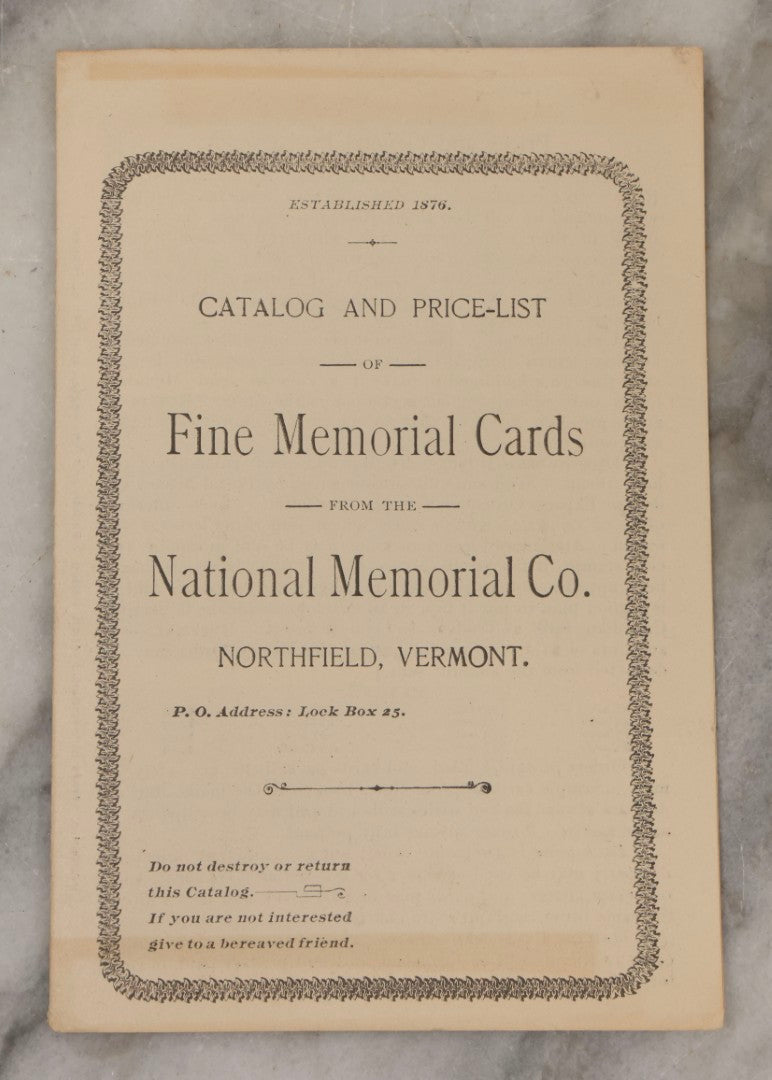 ESTABLISHED 1876.
CATALOG AND PRICE-LIST
OF
Fine Memorial Cards
FROM THE
National Memorial Co.
NORTHFIELD, VERMONT.
P. O. Address: Lock Box 25.
Do not destroy or return
this Catalog.
If you are not interested
give to a bereaved friend.